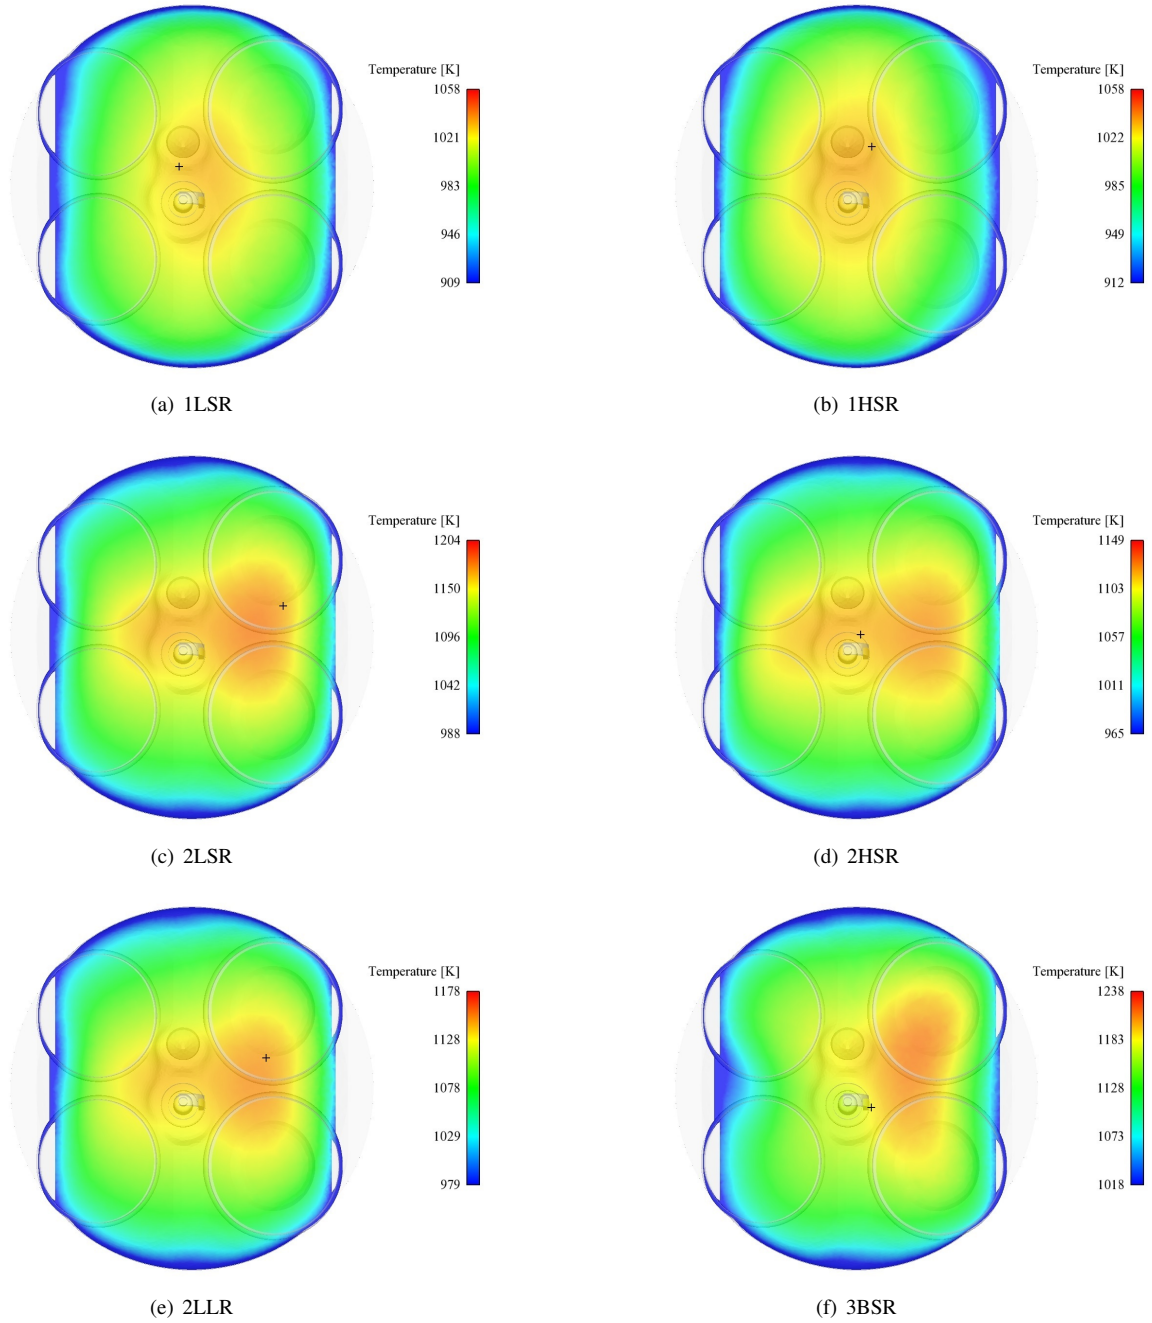 Temperature [K]
1058
1021
983
946
909
(a) 1LSR
Temperature [K]
1058
1022
985
949
912
(b) 1HSR
Temperature [K]
1204
1150
1096
1042
988
(c) 2LSR
Temperature [K]
1149
1103
1057
1011
965
(d) 2HSR
Temperature [K]
1178
1128
1078
1029
979
(e) 2LLR
Temperature [K]
1238
1183
1128
1073
1018
(f) 3BSR